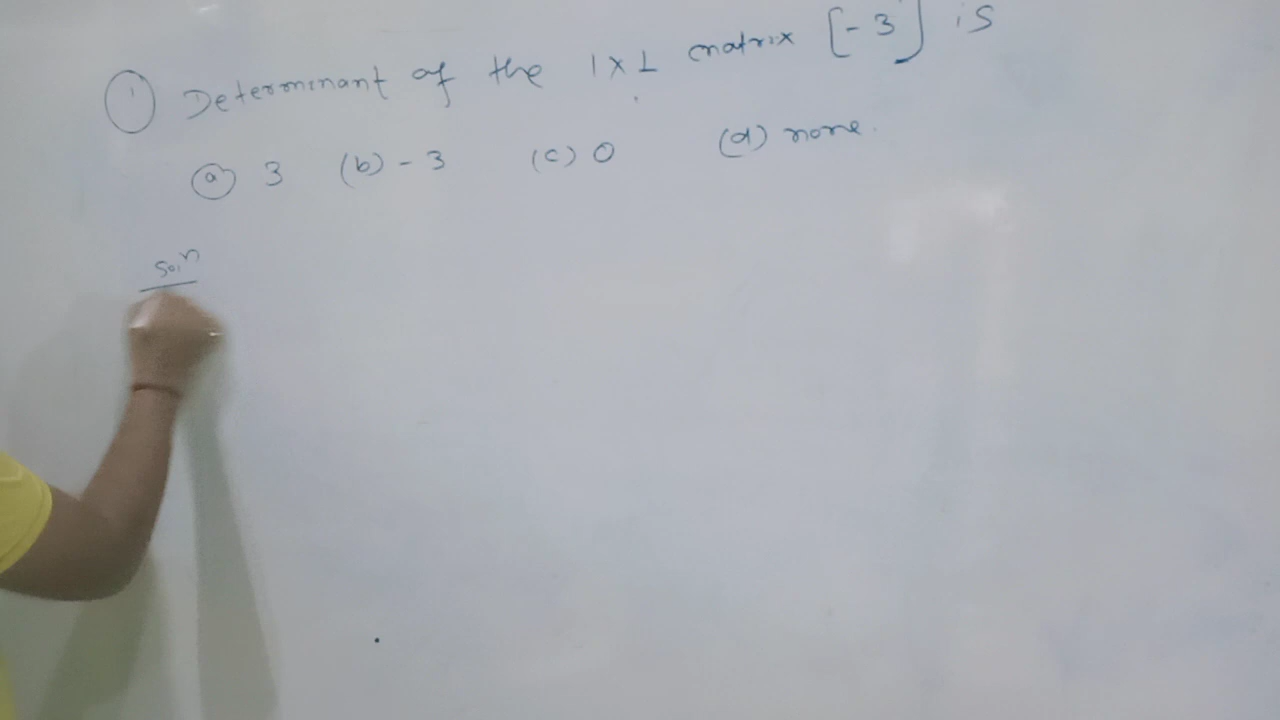 ① Determinant of the 1×1 matrix [-3] is
ⓐ 3 (b) -3 (c) 0 (d) none.
Soln